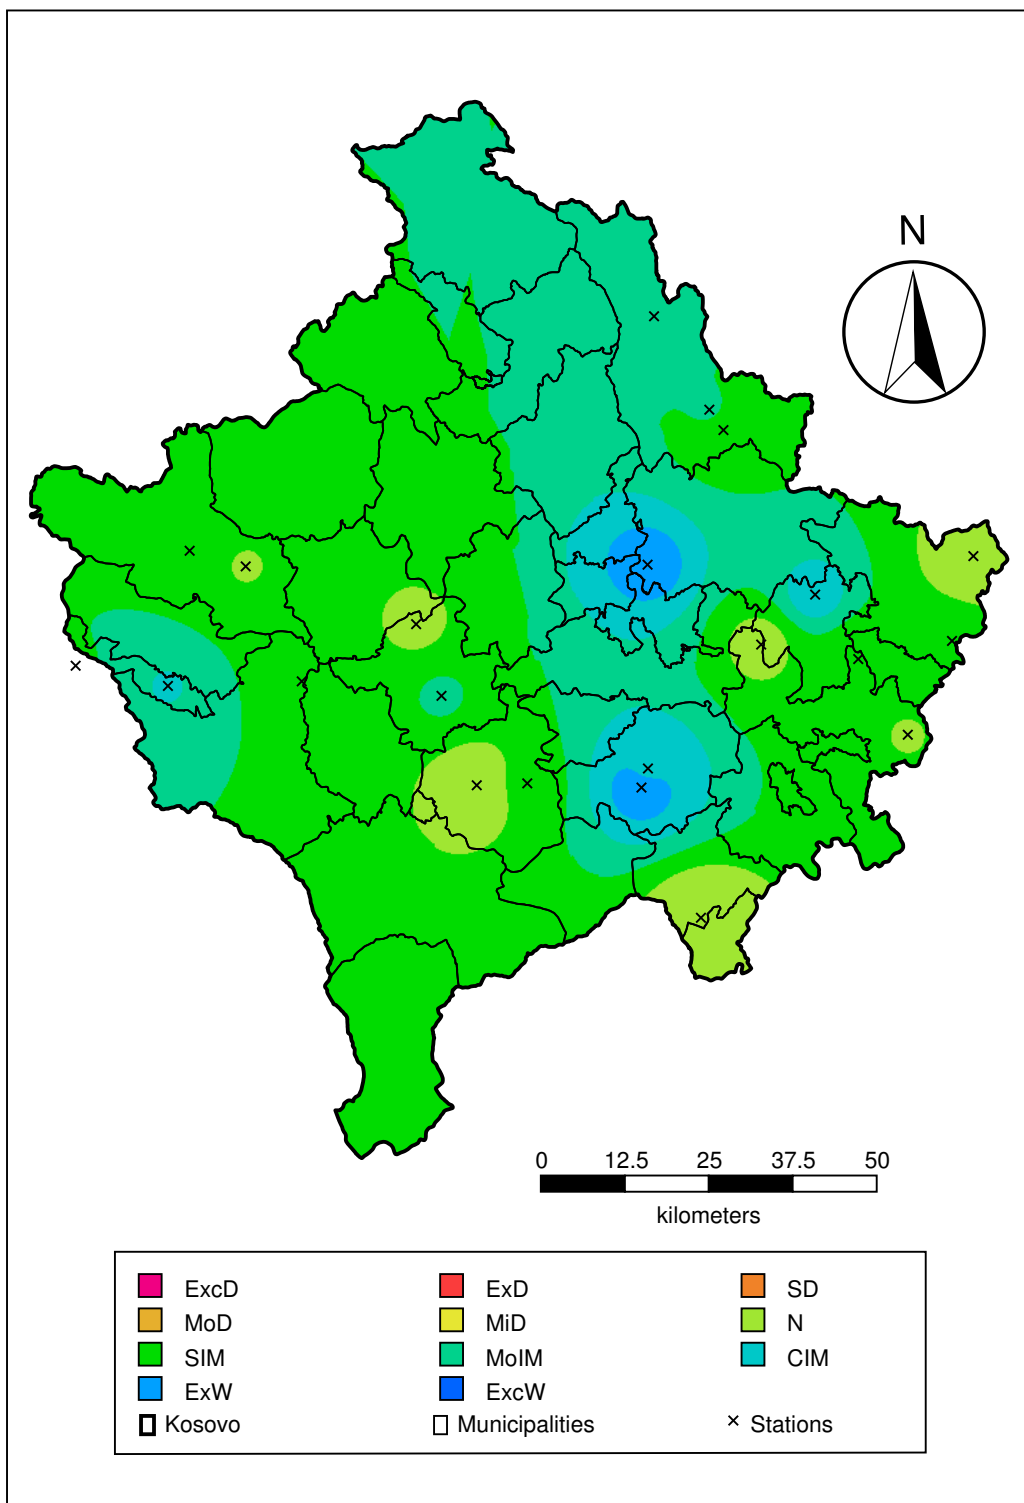 N
0 12.5 25 37.5 50
kilometers
ExcD ExD SD
MoD MiD N
SIM MoIM CIM
ExW ExcW
Kosovo Municipalities Stations